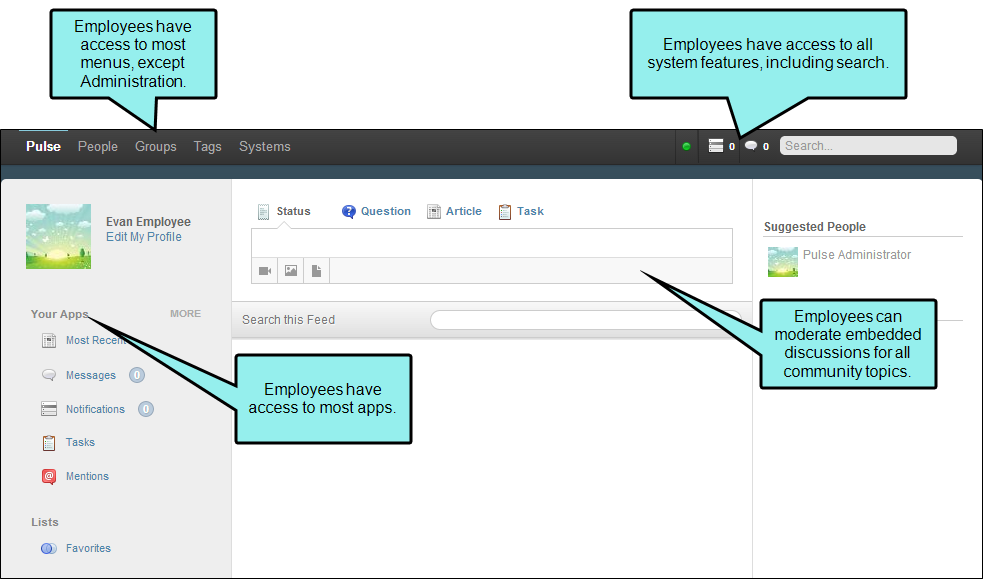 Employees have
access to most
menus, except
Administration.
Employees have access to all
system features, including search.
Pulse People Groups Tags Systems 0 0 Search...
Evan Employee
Edit My Profile
Status Question Article Task
Suggested People
Pulse Administrator
Your Apps MORE
Search this Feed
Most Recent
Messages 0
Notifications 0
Tasks
Mentions
Lists
Favorites
Employees can
moderate embedded
discussions for all
community topics.
Employees have
access to most apps.